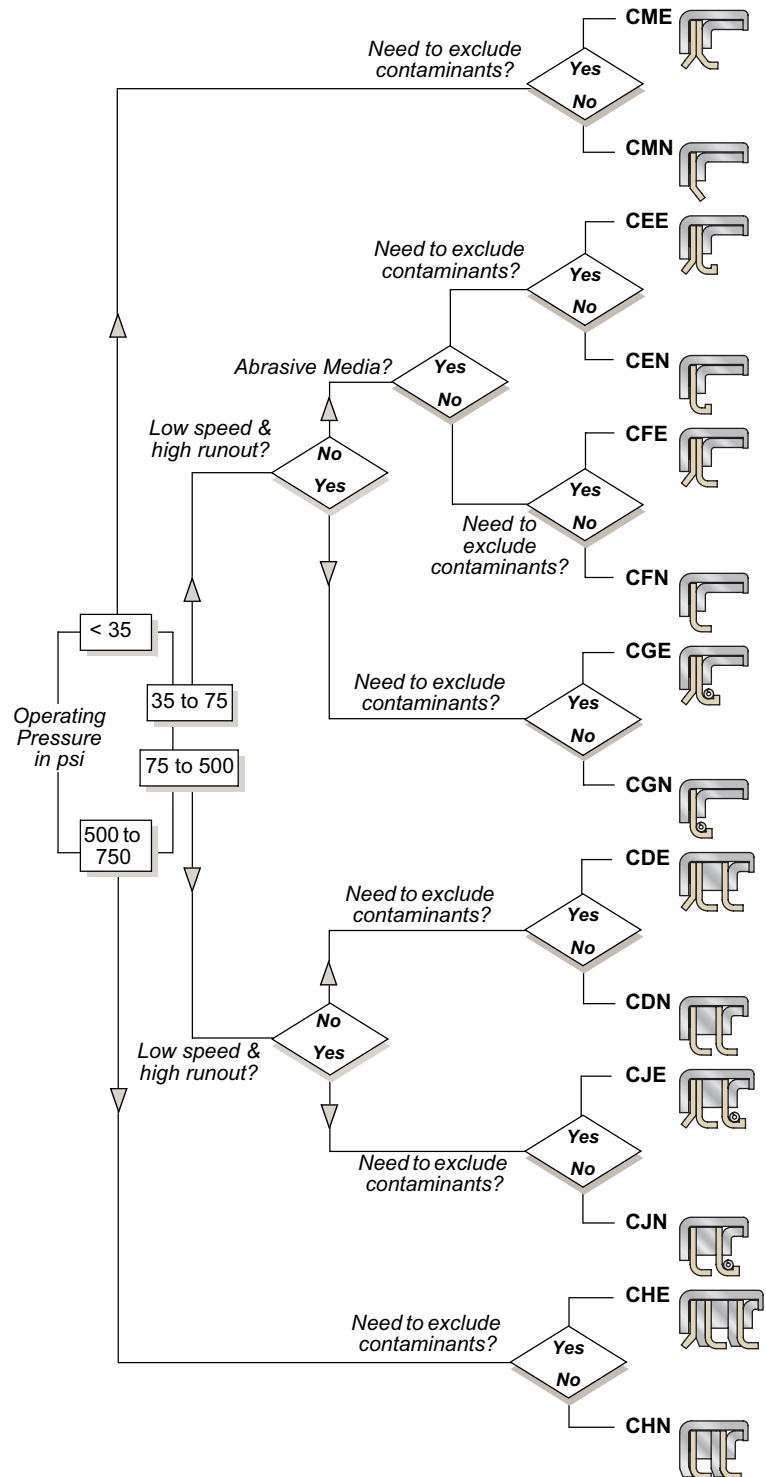 CME
Need to exclude
contaminants?
Yes
No
CMN
CEE
Need to exclude
contaminants?
Yes
No
CEN
Abrasive Media?
Yes
No
CFE
Low speed &
high runout?
No
Yes
Yes
No
Need to
exclude
contaminants?
CFN
< 35
CGE
Need to exclude
contaminants?
Yes
No
35 to 75
Operating
Pressure
in psi
75 to 500
CGN
500 to
750
CDE
Need to exclude
contaminants?
Yes
No
CDN
No
Yes
Low speed &
high runout?
CJE
Yes
No
Need to exclude
contaminants?
CJN
CHE
Need to exclude
contaminants?
Yes
No
CHN